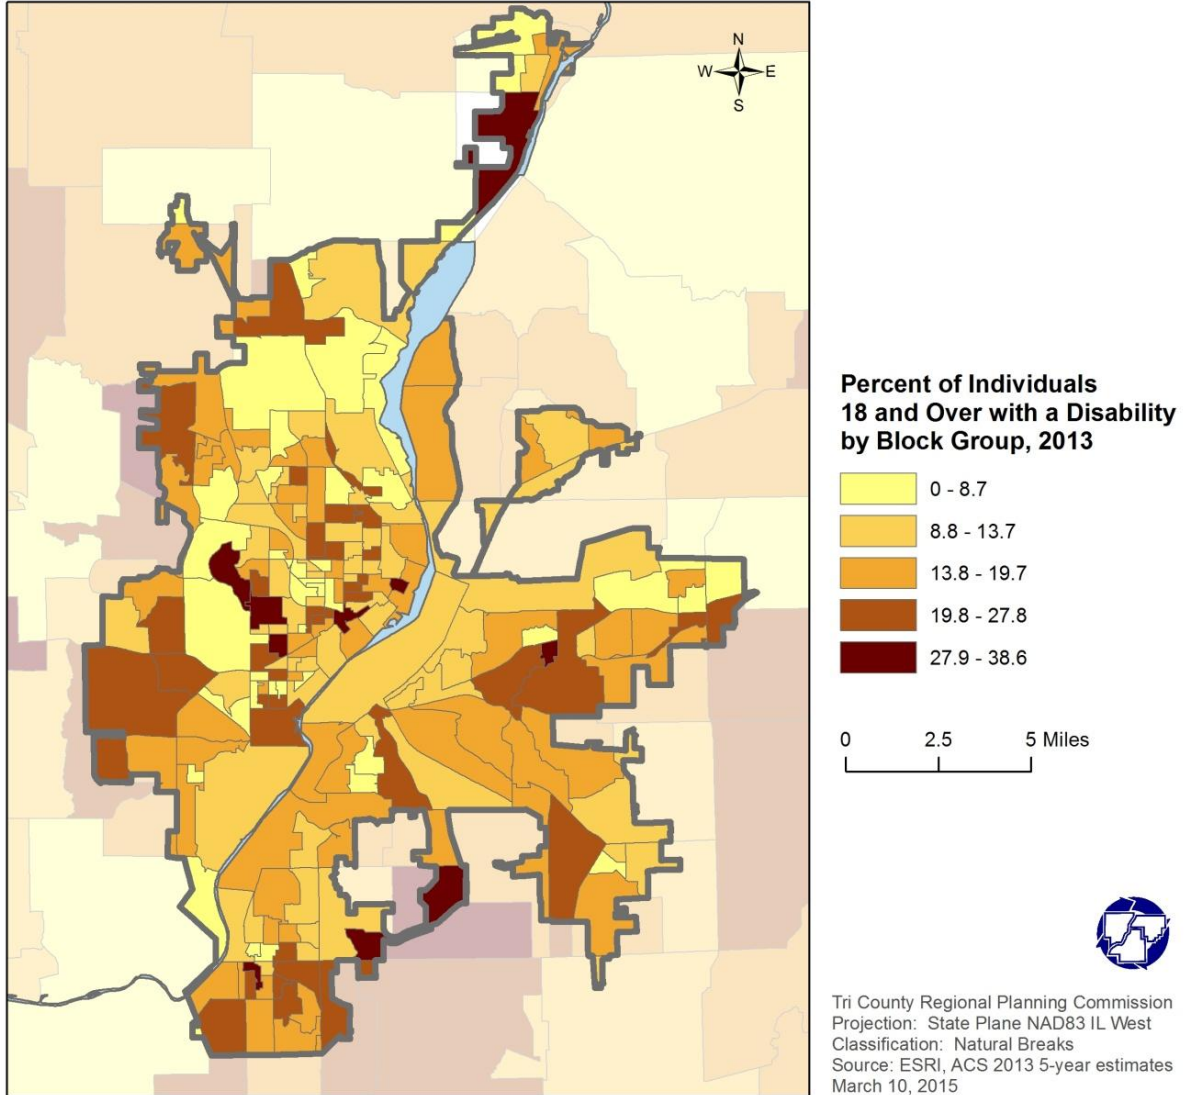 N
W E
S
Percent of Individuals
18 and Over with a Disability
by Block Group, 2013
0 - 8.7
8.8 - 13.7
13.8 - 19.7
19.8 - 27.8
27.9 - 38.6
0 2.5 5 Miles
Tri County Regional Planning Commission
Projection: State Plane NAD83 IL West
Classification: Natural Breaks
Source: ESRI, ACS 2013 5-year estimates
March 10, 2015